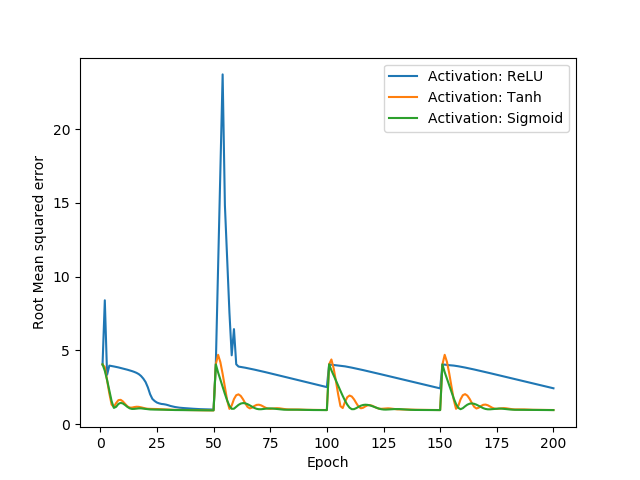 Activation: ReLU
Activation: Tanh
Activation: Sigmoid
Root Mean squared error
20
15
10
5
0
0 25 50 75 100 125 150 175 200
Epoch